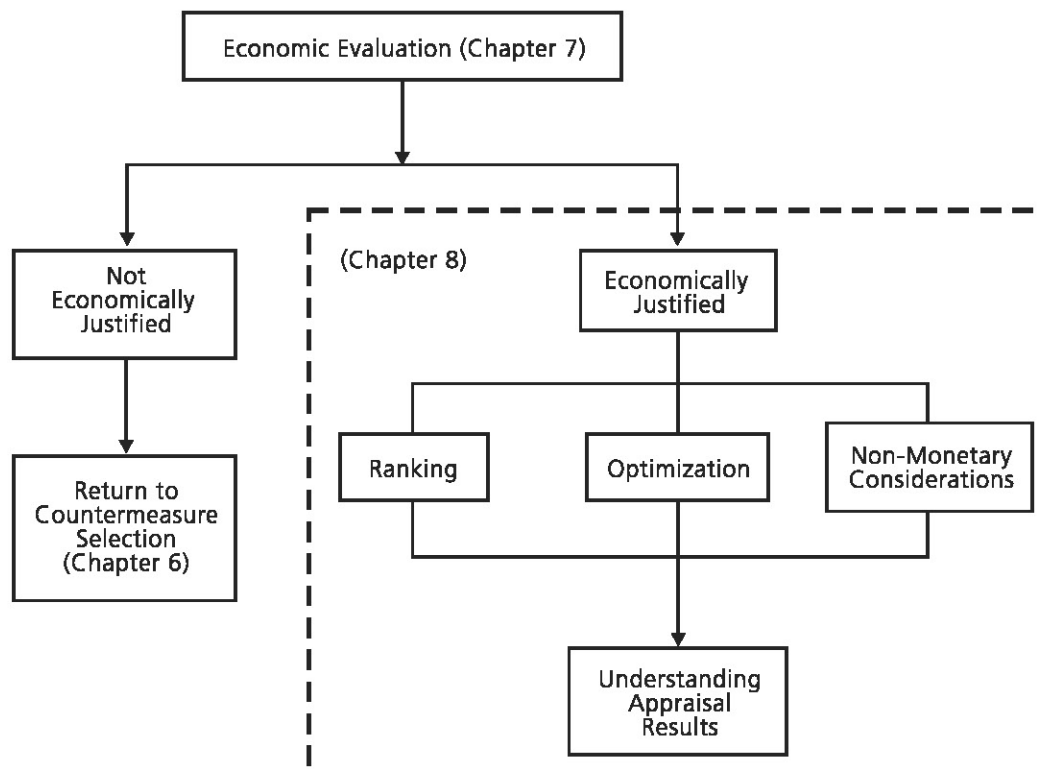 Economic Evaluation (Chapter 7)
Not
Economically
Justified
Return to
Countermeasure
Selection
(Chapter 6)
(Chapter 8)
Economically
Justified
Ranking
Optimization
Non-Monetary
Considerations
Understanding
Appraisal
Results